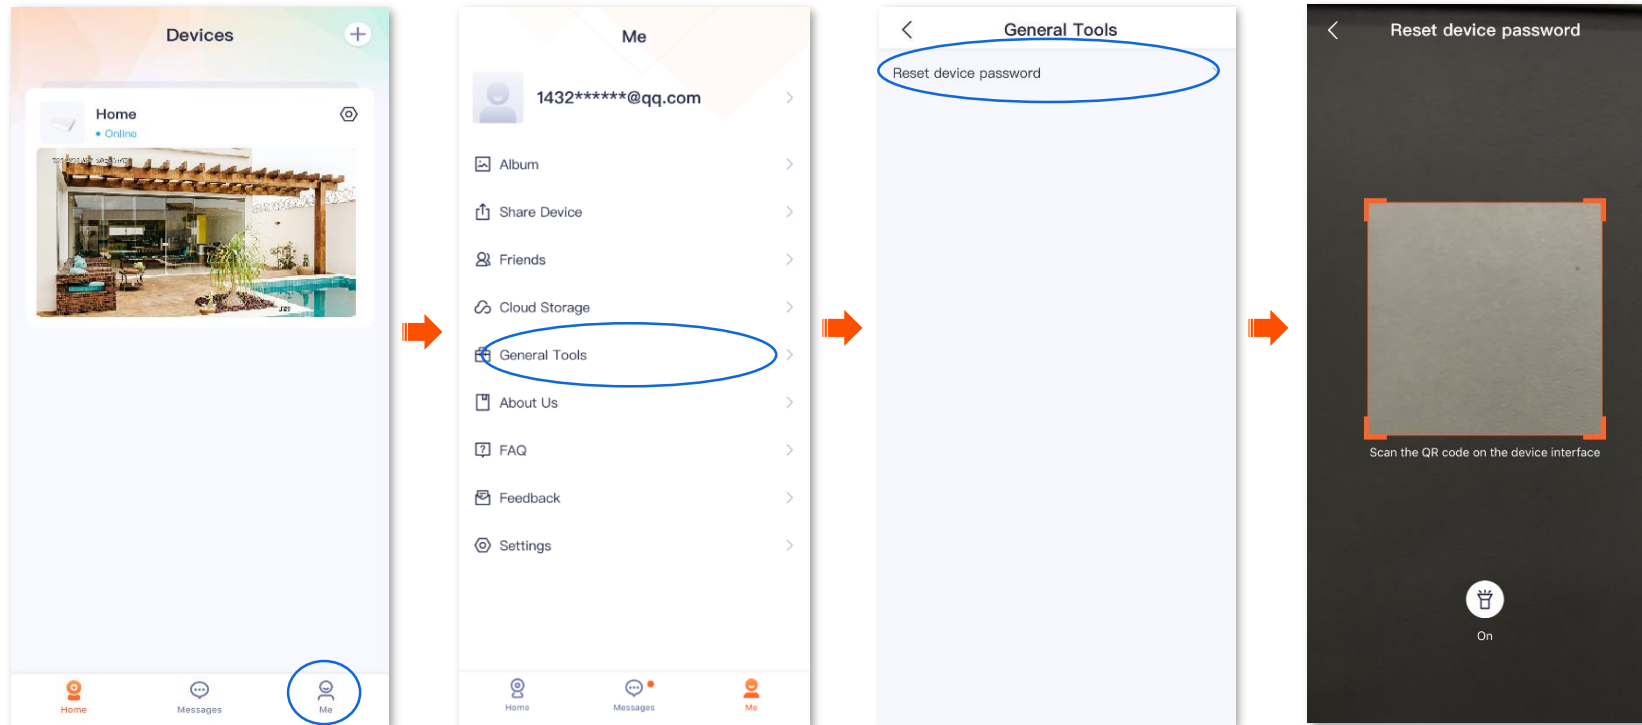 Devices
Home
Online
Home
Messages
Me
Me
1432******@qq.com
Album
Share Device
Friends
Cloud Storage
General Tools
About Us
FAQ
Feedback
Settings
Home
Messages
Me
General Tools
Reset device password
Reset device password
Scan the QR code on the device interface
On